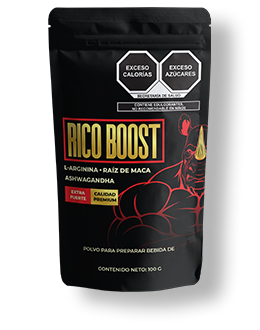 EXCESO CALORÍAS
EXCESO AZÚCARES
SECRETARÍA DE SALUD
CONTIENE EDULCORANTES,
NO RECOMENDABLE EN NIÑOS
RICO BOOST
L-ARGININA • RAÍZ DE MACA
ASHWAGANDHA
EXTRA FUERTE
CALIDAD PREMIUM
POLVO PARA PREPARAR BEBIDA DE
CONTENIDO NETO: 100 G